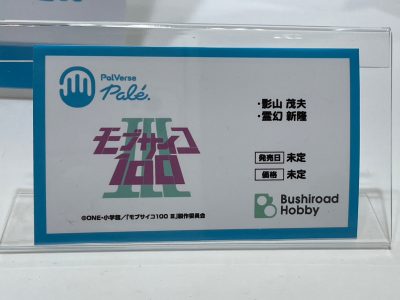 PalVerse
Palé.
・影山 茂夫
・霊幻 新隆
モブサイコ
100
III
発売日 未定
価格 未定
©ONE・小学館／「モブサイコ100 III」製作委員会
Bushiroad
Hobby